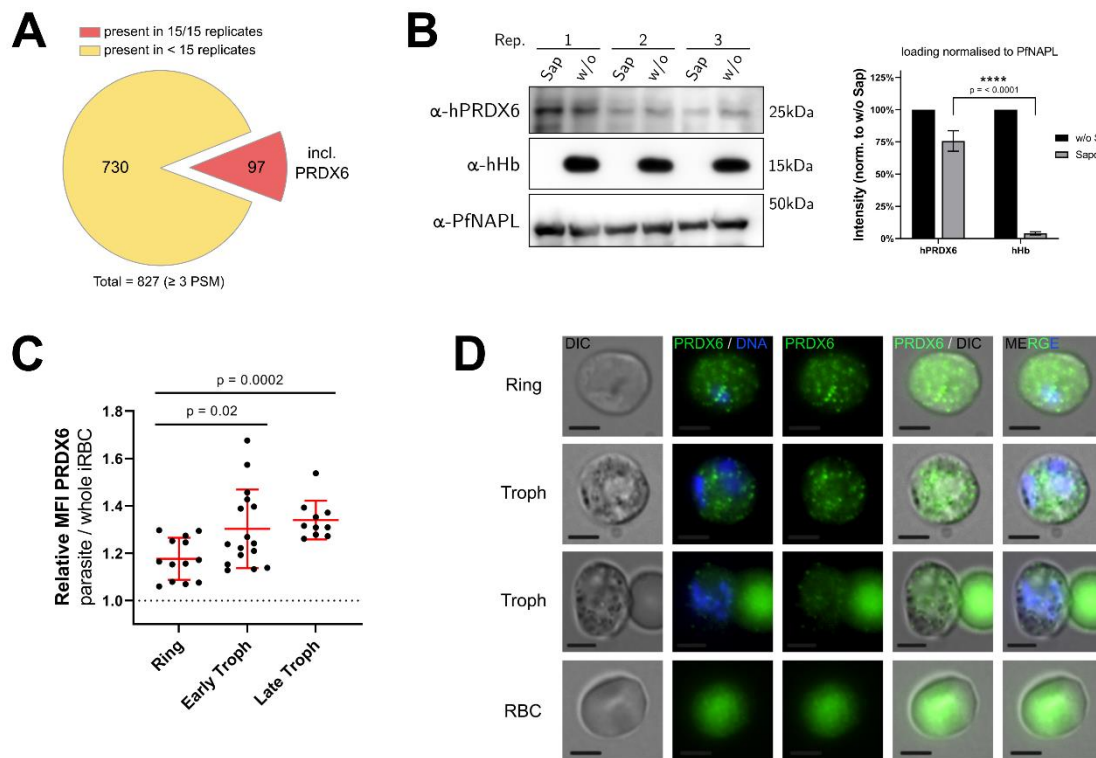 A
present in 15/15 replicates
present in < 15 replicates
730
97
incl.
PRDX6
Total = 827 (≥ 3 PSM)
B
Rep. 1 2 3
Sap w/o Sap w/o Sap w/o
α-hPRDX6
25kDa
α-hHb
15kDa
50kDa
α-PfNAPL
loading normalised to PfNAPL
Intensity (norm. to w/o Sap)
125%
100%
75%
50%
25%
0%
****
p = < 0.0001
hPRDX6 hHb
w/o S
Sapo
C
p = 0.0002
p = 0.02
Relative MFI PRDX6
parasite / whole iRBC
1.8
1.6
1.4
1.2
1.0
Ring
Early Troph
Late Troph
D
DIC PRDX6 / DNA PRDX6 PRDX6 / DIC MERGE
Ring
Troph
Troph
RBC